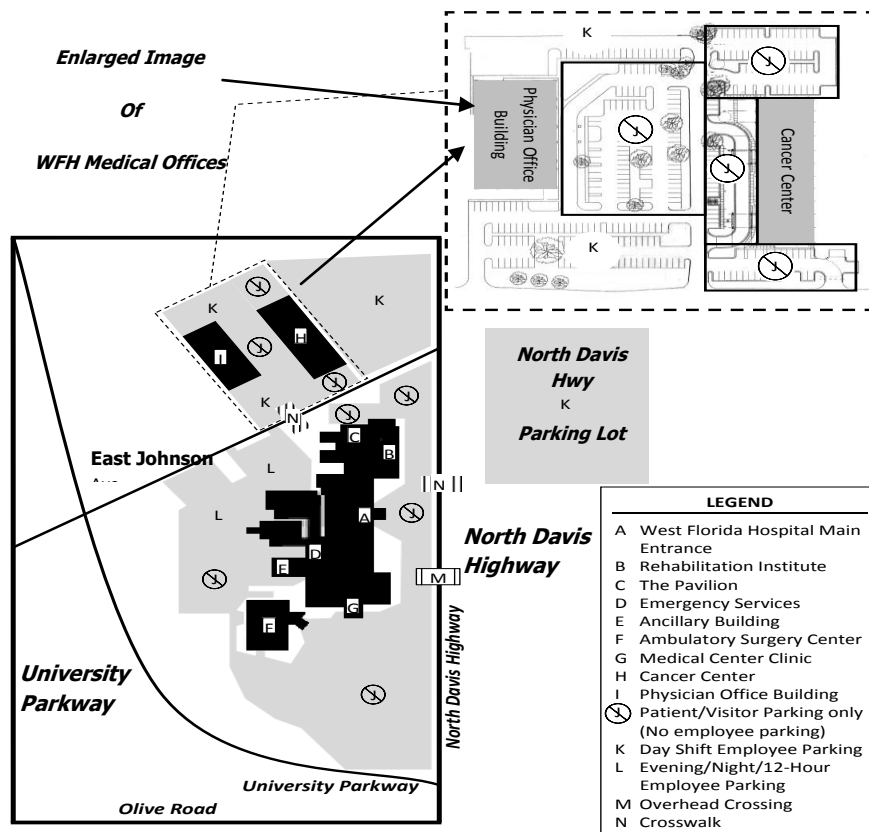 Enlarged Image
Of
WFH Medical Offices
K
J
Physician Office
Building
J
J
Cancer Center
K
J
J
K
K
H
I
J
J
K
J
J
N
C
B
East Johnson
L
N
L
A
J
North Davis
Highway
D
E
J
M
G
F
J
University
Parkway
North Davis Highway
University Parkway
Olive Road
North Davis
Hwy
K
Parking Lot
LEGEND
A West Florida Hospital Main
Entrance
B Rehabilitation Institute
C The Pavilion
D Emergency Services
E Ancillary Building
F Ambulatory Surgery Center
G Medical Center Clinic
H Cancer Center
I Physician Office Building
J Patient/Visitor Parking only
(No employee parking)
K Day Shift Employee Parking
L Evening/Night/12-Hour
Employee Parking
M Overhead Crossing
N Crosswalk